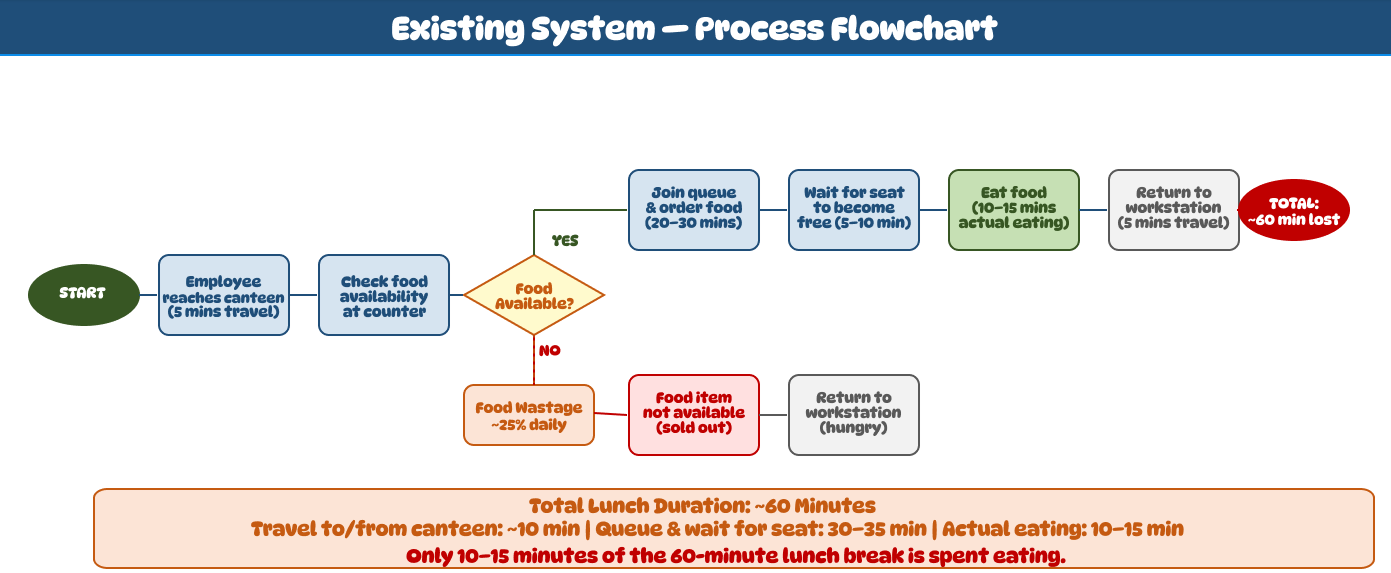 Existing System — Process Flowchart
START
Employee
reaches canteen
(5 mins travel)
Check food
availability
at counter
Food
Available?
YES
Join queue
& order food
(20–30 mins)
Wait for seat
to become
free (5–10 min)
Eat food
(10–15 mins
actual eating)
Return to
workstation
(5 mins travel)
TOTAL:
~60 min lost
NO
Food Wastage
~25% daily
Food item
not available
(sold out)
Return to
workstation
(hungry)
Total Lunch Duration: ~60 Minutes
Travel to/from canteen: ~10 min | Queue & wait for seat: 30–35 min | Actual eating: 10–15 min
Only 10–15 minutes of the 60-minute lunch break is spent eating.